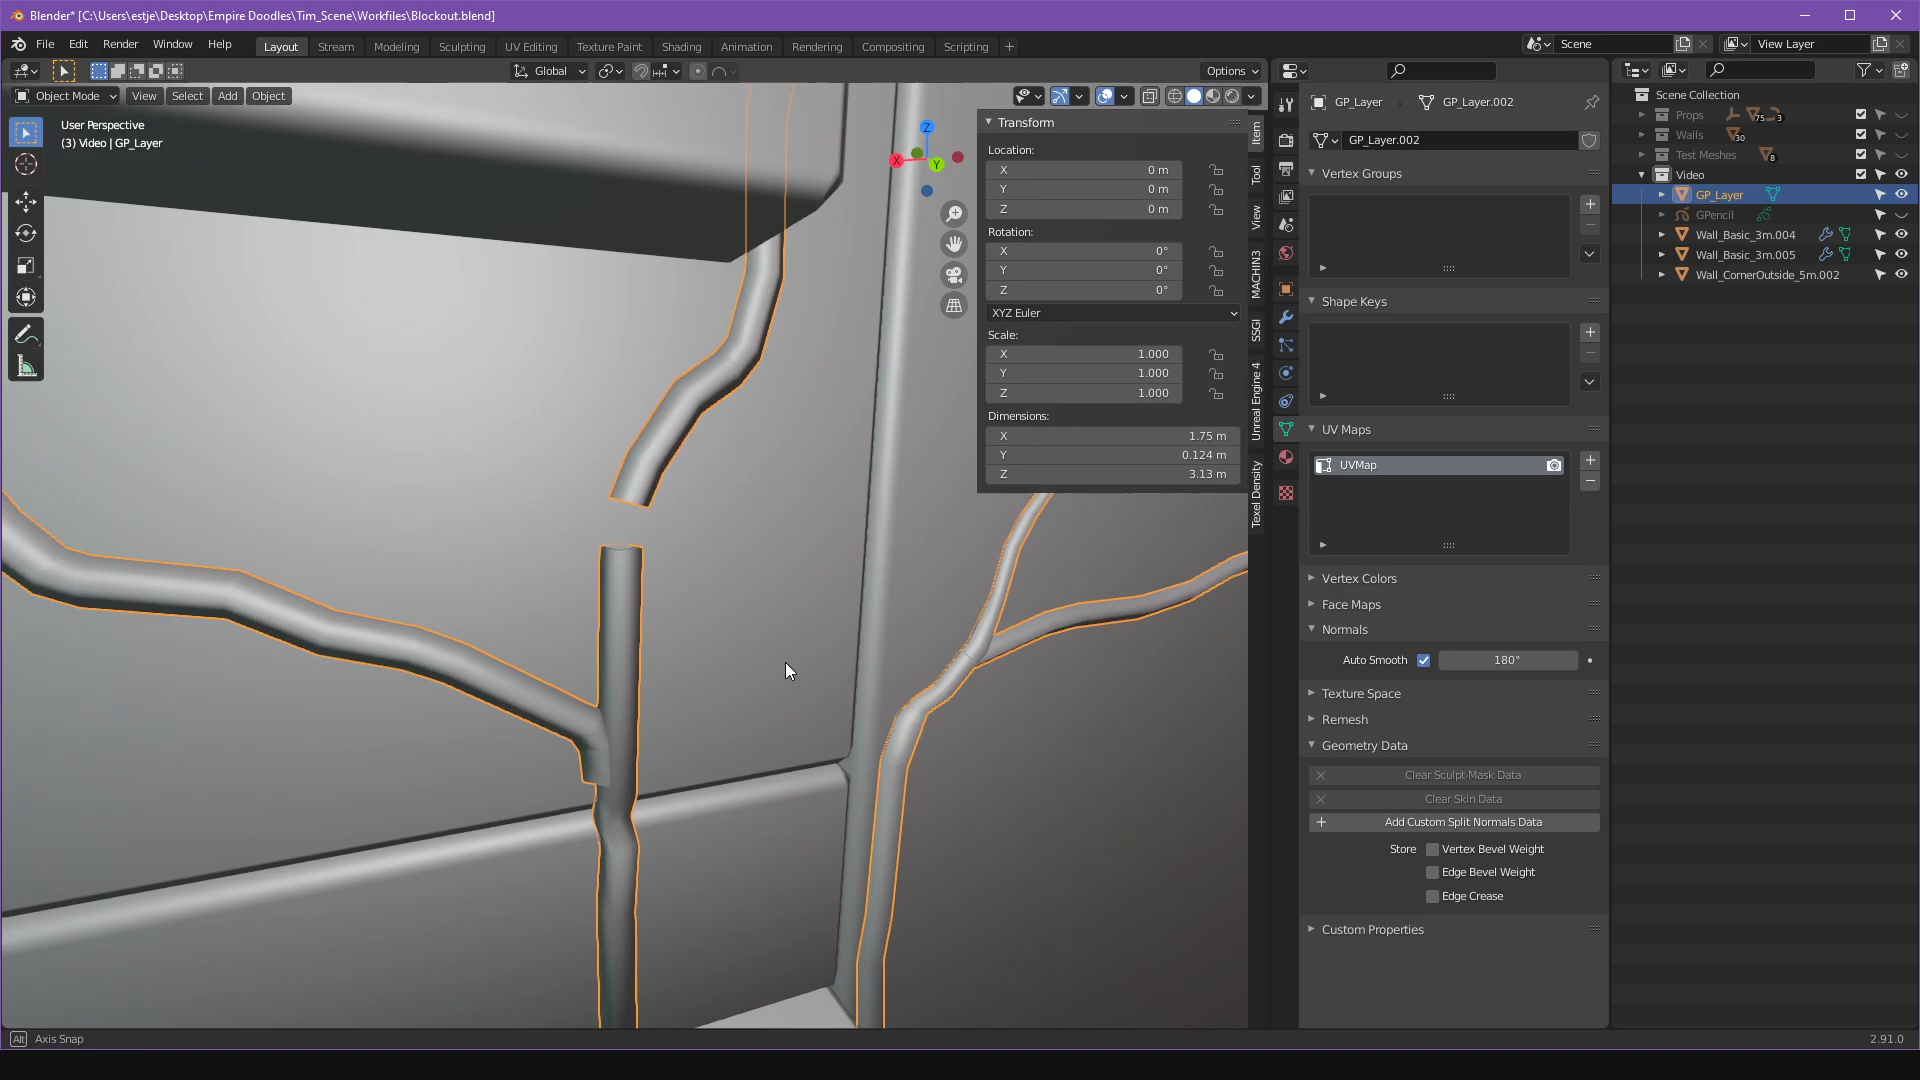 Blender* [C:\Users\estje\Desktop\Empire Doodles\Tim_Scene\Workfiles\Blockout.blend]
File Edit Render Window Help Layout Stream Modeling Sculpting UV Editing Texture Paint Shading Animation Rendering Compositing Scripting + Scene View Layer
Global Options
Object Mode View Select Add Object
User Perspective
(3) Video | GP_Layer
Z
X
Y
Transform
Location:
X 0 m
Y 0 m
Z 0 m
Rotation:
X 0°
Y 0°
Z 0°
XYZ Euler
Scale:
X 1.000
Y 1.000
Z 1.000
Dimensions:
X 1.75 m
Y 0.124 m
Z 3.13 m
Item
Tool
View
MACHIN3
SSGI
Unreal Engine 4
Texel Density
GP_Layer GP_Layer.002
GP_Layer.002
Vertex Groups
Shape Keys
UV Maps
UVMap
Vertex Colors
Face Maps
Normals
Auto Smooth 180°
Texture Space
Remesh
Geometry Data
Clear Sculpt-Mask Data
Clear Skin Data
Add Custom Split Normals Data
Store Vertex Bevel Weight
Edge Bevel Weight
Edge Crease
Custom Properties
Scene Collection
Props 75 3
Walls 30
Test Meshes 8
Video
GP_Layer
GPencil
Wall_Basic_3m.004
Wall_Basic_3m.005
Wall_CornerOutside_5m.002
Alt Axis Snap
2.91.0